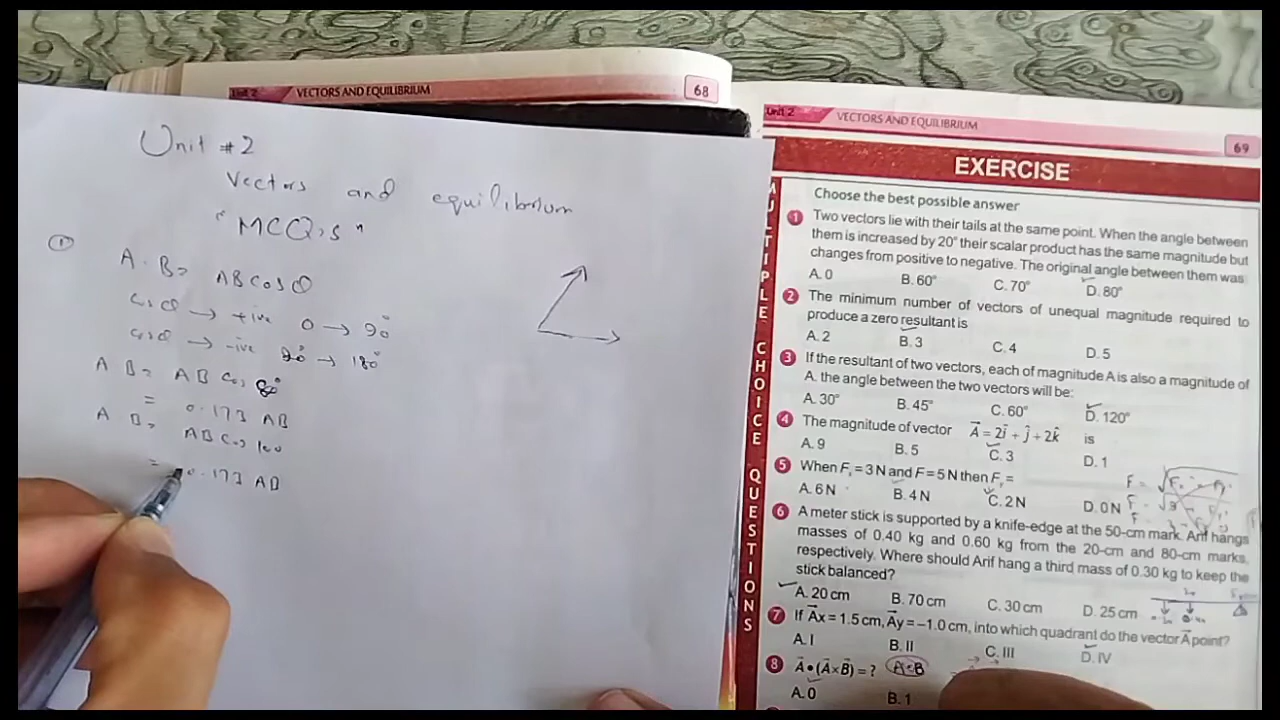 Unit 2 VECTORS AND EQUILIBRIUM 68
Unit #2
Vectors and equilibrium
"MCQ,s"
①
A . B = AB Cos θ
Cos θ → +ive 0 → 90°
Cos θ → -ive 90° → 180°
A B = AB Cos 80°
= 0.173 AB
A B = AB Cos 100
= 0.173 AB
Unit 2 VECTORS AND EQUILIBRIUM 69
EXERCISE
MULTIPLE CHOICE QUESTIONS
Choose the best possible answer
1 Two vectors lie with their tails at the same point. When the angle between
them is increased by 20° their scalar product has the same magnitude but
changes from positive to negative. The original angle between them was
A. 0 B. 60° C. 70° D. 80°
2 The minimum number of vectors of unequal magnitude required to
produce a zero resultant is
A. 2 B. 3 C. 4 D. 5
3 If the resultant of two vectors, each of magnitude A is also a magnitude of
A. the angle between the two vectors will be:
A. 30° B. 45° C. 60° D. 120°
4 The magnitude of vector A⃗ = 2î + ĵ + 2k̂ is
A. 9 B. 5 C. 3 D. 1
5 When Fₓ = 3 N and F = 5 N then Fᵧ =
A. 6 N B. 4 N C. 2 N D. 0 N
6 A meter stick is supported by a knife-edge at the 50-cm mark. Arif hangs
masses of 0.40 kg and 0.60 kg from the 20-cm and 80-cm marks,
respectively. Where should Arif hang a third mass of 0.30 kg to keep the
stick balanced?
A. 20 cm B. 70 cm C. 30 cm D. 25 cm
7 If A⃗x = 1.5 cm, A⃗y = −1.0 cm, into which quadrant do the vector A⃗ point?
A. I B. II C. III D. IV
8 A⃗•(A⃗×B⃗) = ? A×B
A. 0 B. 1